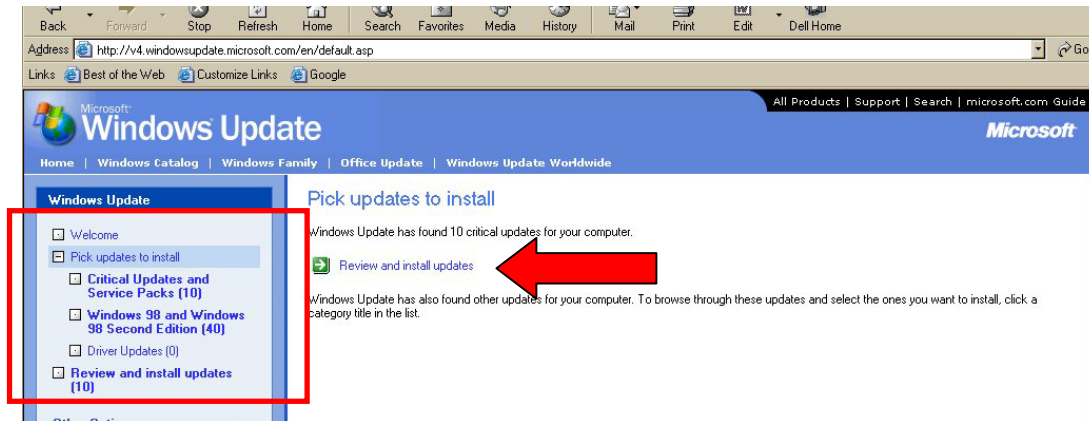 Back Forward Stop Refresh Home Search Favorites Media History Mail Print Edit Dell Home
Address http://v4.windowsupdate.microsoft.com/en/default.asp Go
Links Best of the Web Customize Links Google
All Products | Support | Search | microsoft.com Guide
Microsoft
Windows Update
Microsoft
Home | Windows Catalog | Windows Family | Office Update | Windows Update Worldwide
Windows Update
Welcome
Pick updates to install
Critical Updates and
Service Packs (10)
Windows 98 and Windows
98 Second Edition (40)
Driver Updates (0)
Review and install updates
(10)
Pick updates to install
Windows Update has found 10 critical updates for your computer.
Review and install updates
Windows Update has also found other updates for your computer. To browse through these updates and select the ones you want to install, click a
category title in the list.